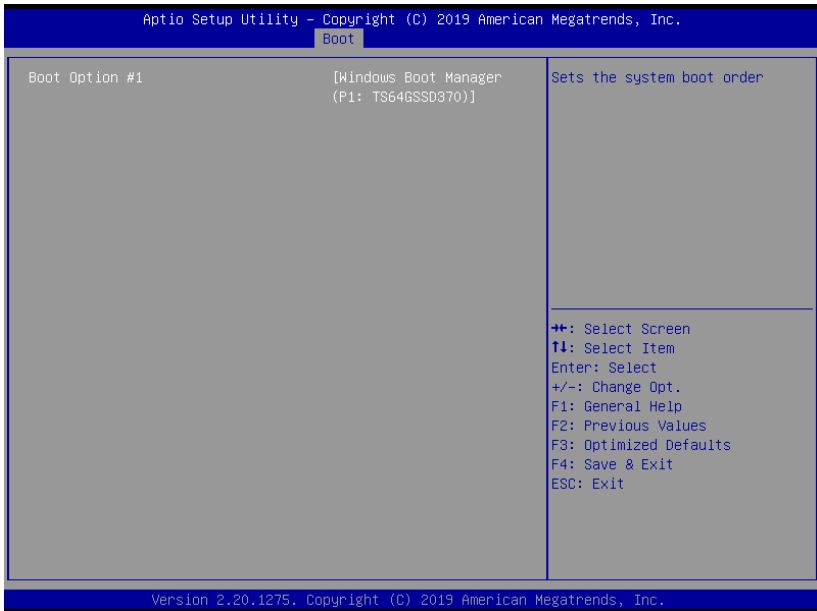 Aptio Setup Utility – Copyright (C) 2019 American Megatrends, Inc.
Boot
Boot Option #1 [Windows Boot Manager
(P1: TS64GSSD370)]
Sets the system boot order
→←: Select Screen
↑↓: Select Item
Enter: Select
+/-: Change Opt.
F1: General Help
F2: Previous Values
F3: Optimized Defaults
F4: Save & Exit
ESC: Exit
Version 2.20.1275. Copyright (C) 2019 American Megatrends, Inc.